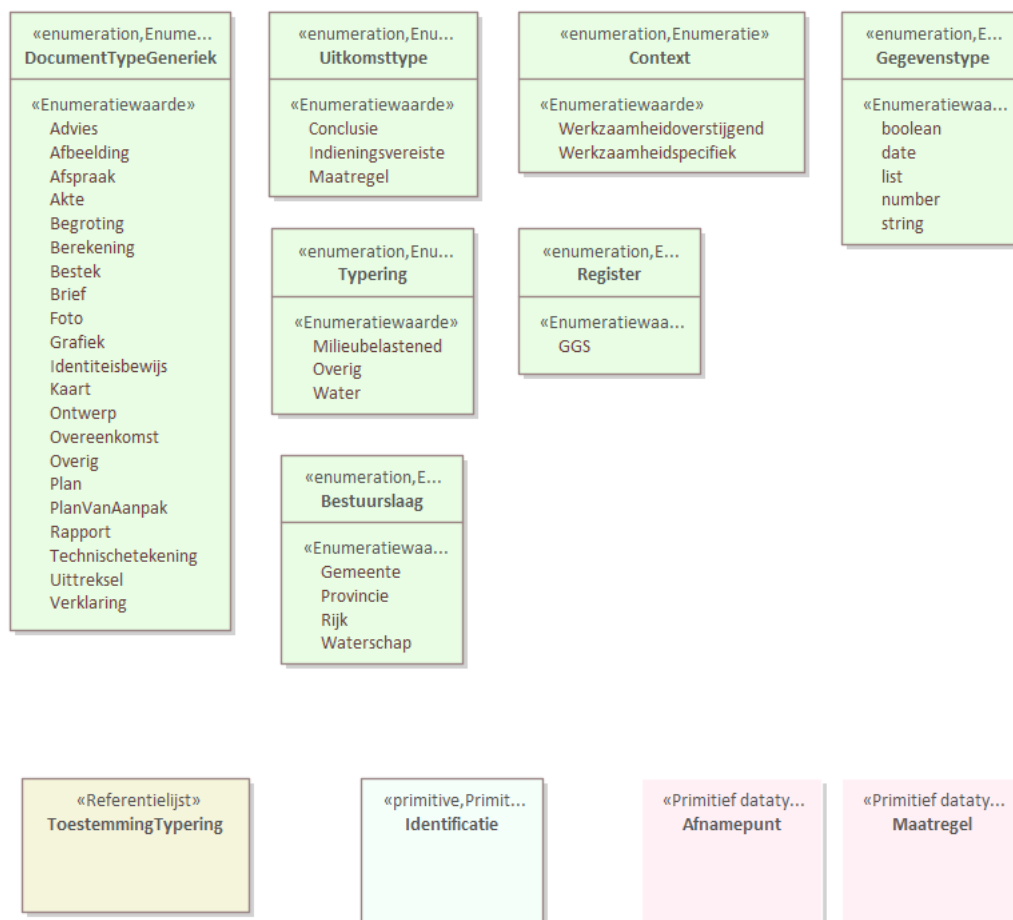 «enumeration,Enume...
DocumentTypeGeneriek
«Enumeratiewaarde»
Advies
Afbeelding
Afspraak
Akte
Begroting
Berekening
Bestek
Brief
Foto
Grafiek
Identiteisbewijs
Kaart
Ontwerp
Overeenkomst
Overig
Plan
PlanVanAanpak
Rapport
Technischetekening
Uittreksel
Verklaring
«enumeration,Enu...
Uitkomsttype
«Enumeratiewaarde»
Conclusie
Indieningsvereiste
Maatregel
«enumeration,Enumeratie»
Context
«Enumeratiewaarde»
Werkzaamheidoverstijgend
Werkzaamheidspecifiek
«enumeration,E...
Gegevenstype
«Enumeratiewaa...
boolean
date
list
number
string
«enumeration,Enu...
Typering
«Enumeratiewaarde»
Milieubelastened
Overig
Water
«enumeration,E...
Register
«Enumeratiewaa...
GGS
«enumeration,E...
Bestuurslaag
«Enumeratiewaa...
Gemeente
Provincie
Rijk
Waterschap
«Referentielijst»
ToestemmingTypering
«primitive,Primit...
Identificatie
«Primitief dataty...
Afnamepunt
«Primitief dataty...
Maatregel